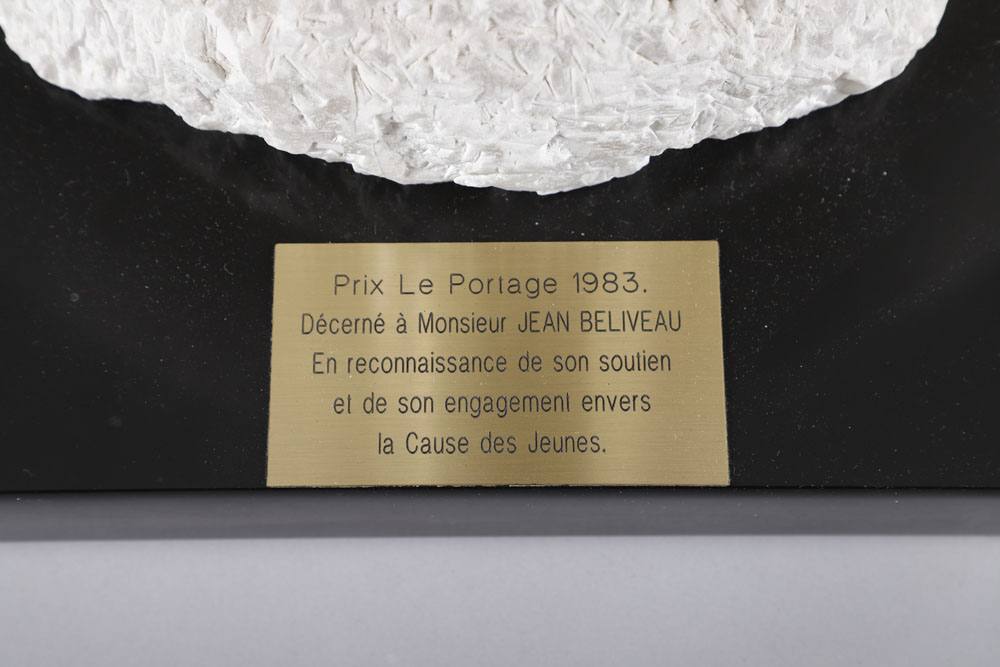 Prix Le Portage 1983.
Décerné à Monsieur JEAN BELIVEAU
En reconnaissance de son soutien
et de son engagement envers
la Cause des Jeunes.